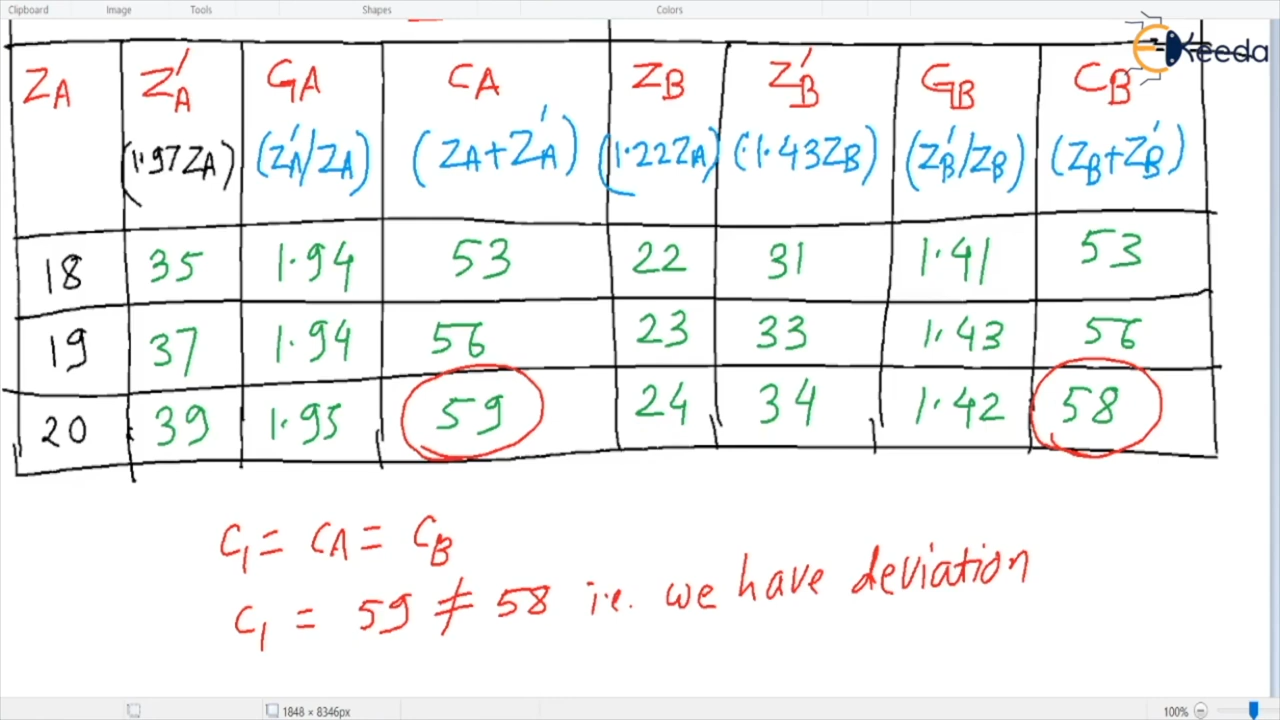 Clipboard Image Tools Shapes Colors
Keeda
ZA Z'A GA CA ZB Z'B GB CB
(1.97ZA) (Z'A/ZA) (ZA+Z'A) (1.22ZA) (1.43ZB) (Z'B/ZB) (ZB+Z'B)
18 35 1.94 53 22 31 1.41 53
19 37 1.94 56 23 33 1.43 56
20 39 1.95 59 24 34 1.42 58
C1 = CA = CB
C1 = 59 ≠ 58 i.e. we have deviation
1848 × 8346px 100%